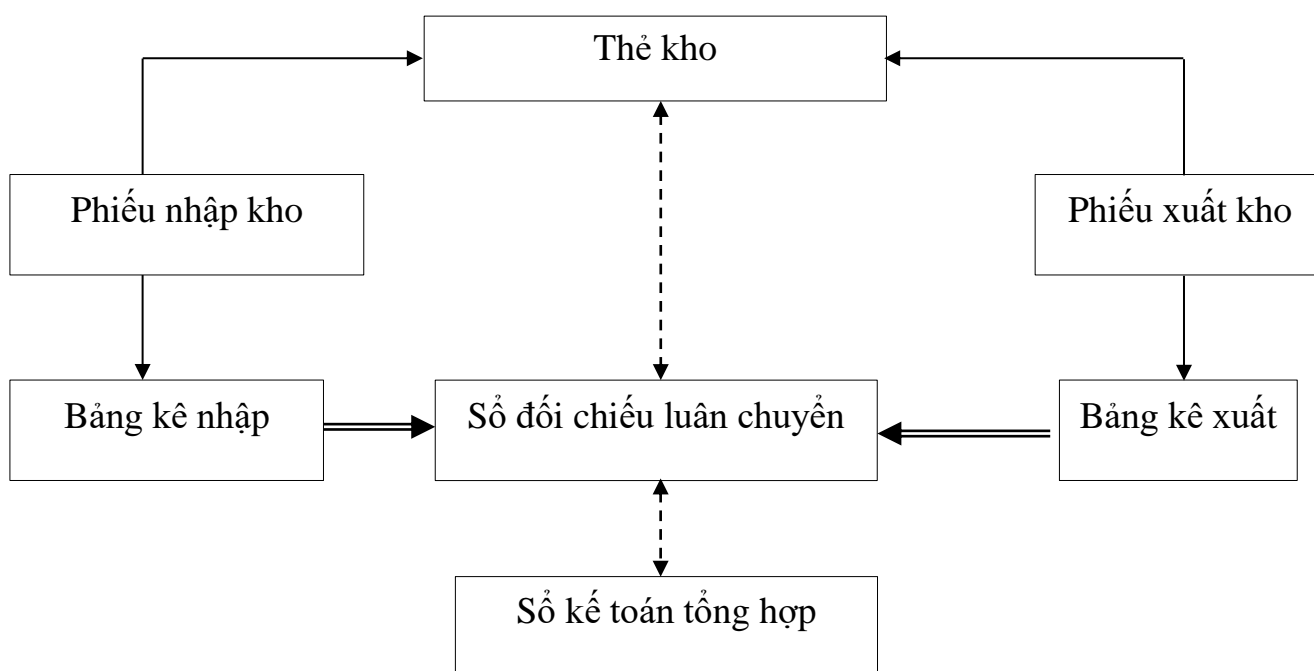 Thẻ kho
Phiếu nhập kho
Phiếu xuất kho
Bảng kê nhập
Sổ đối chiếu luân chuyển
Bảng kê xuất
Sổ kế toán tổng hợp